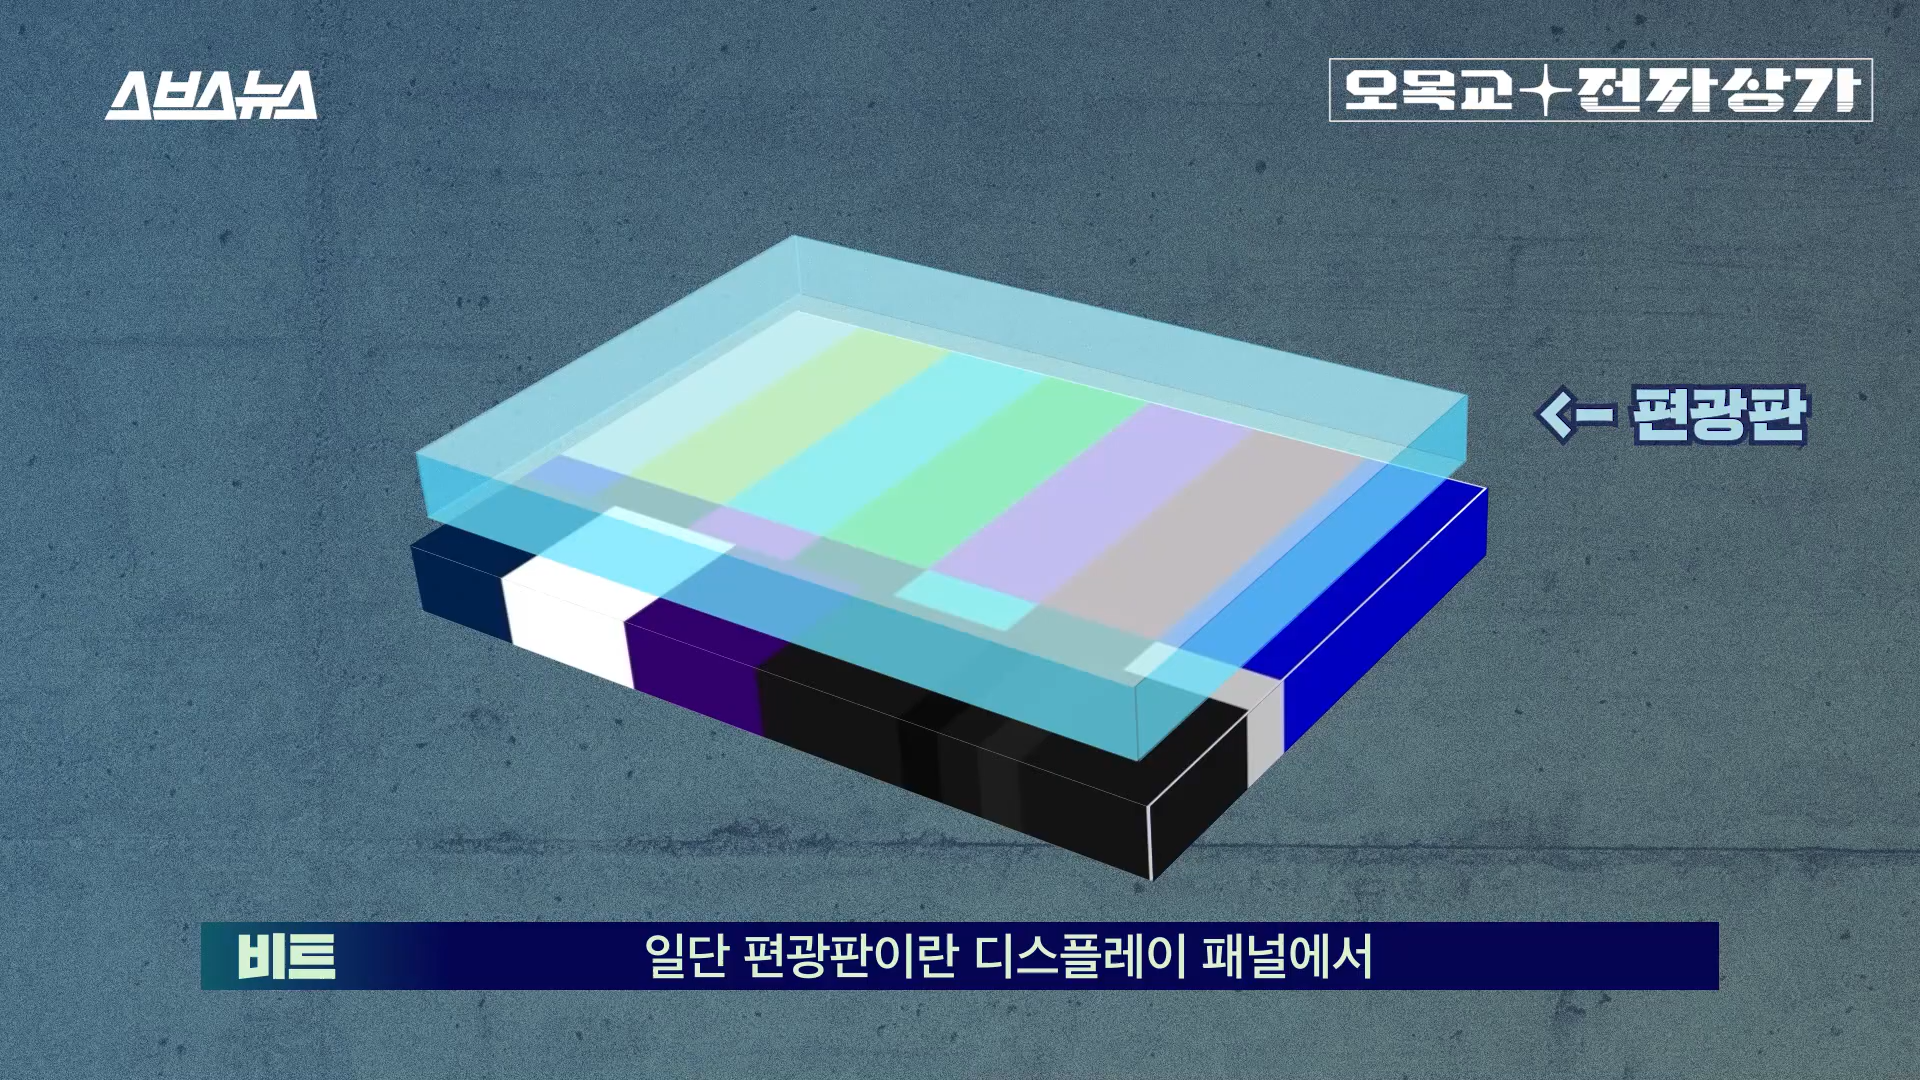 스브스뉴스
오목교 전자상가
<- 편광판
비트
일단 편광판이란 디스플레이 패널에서